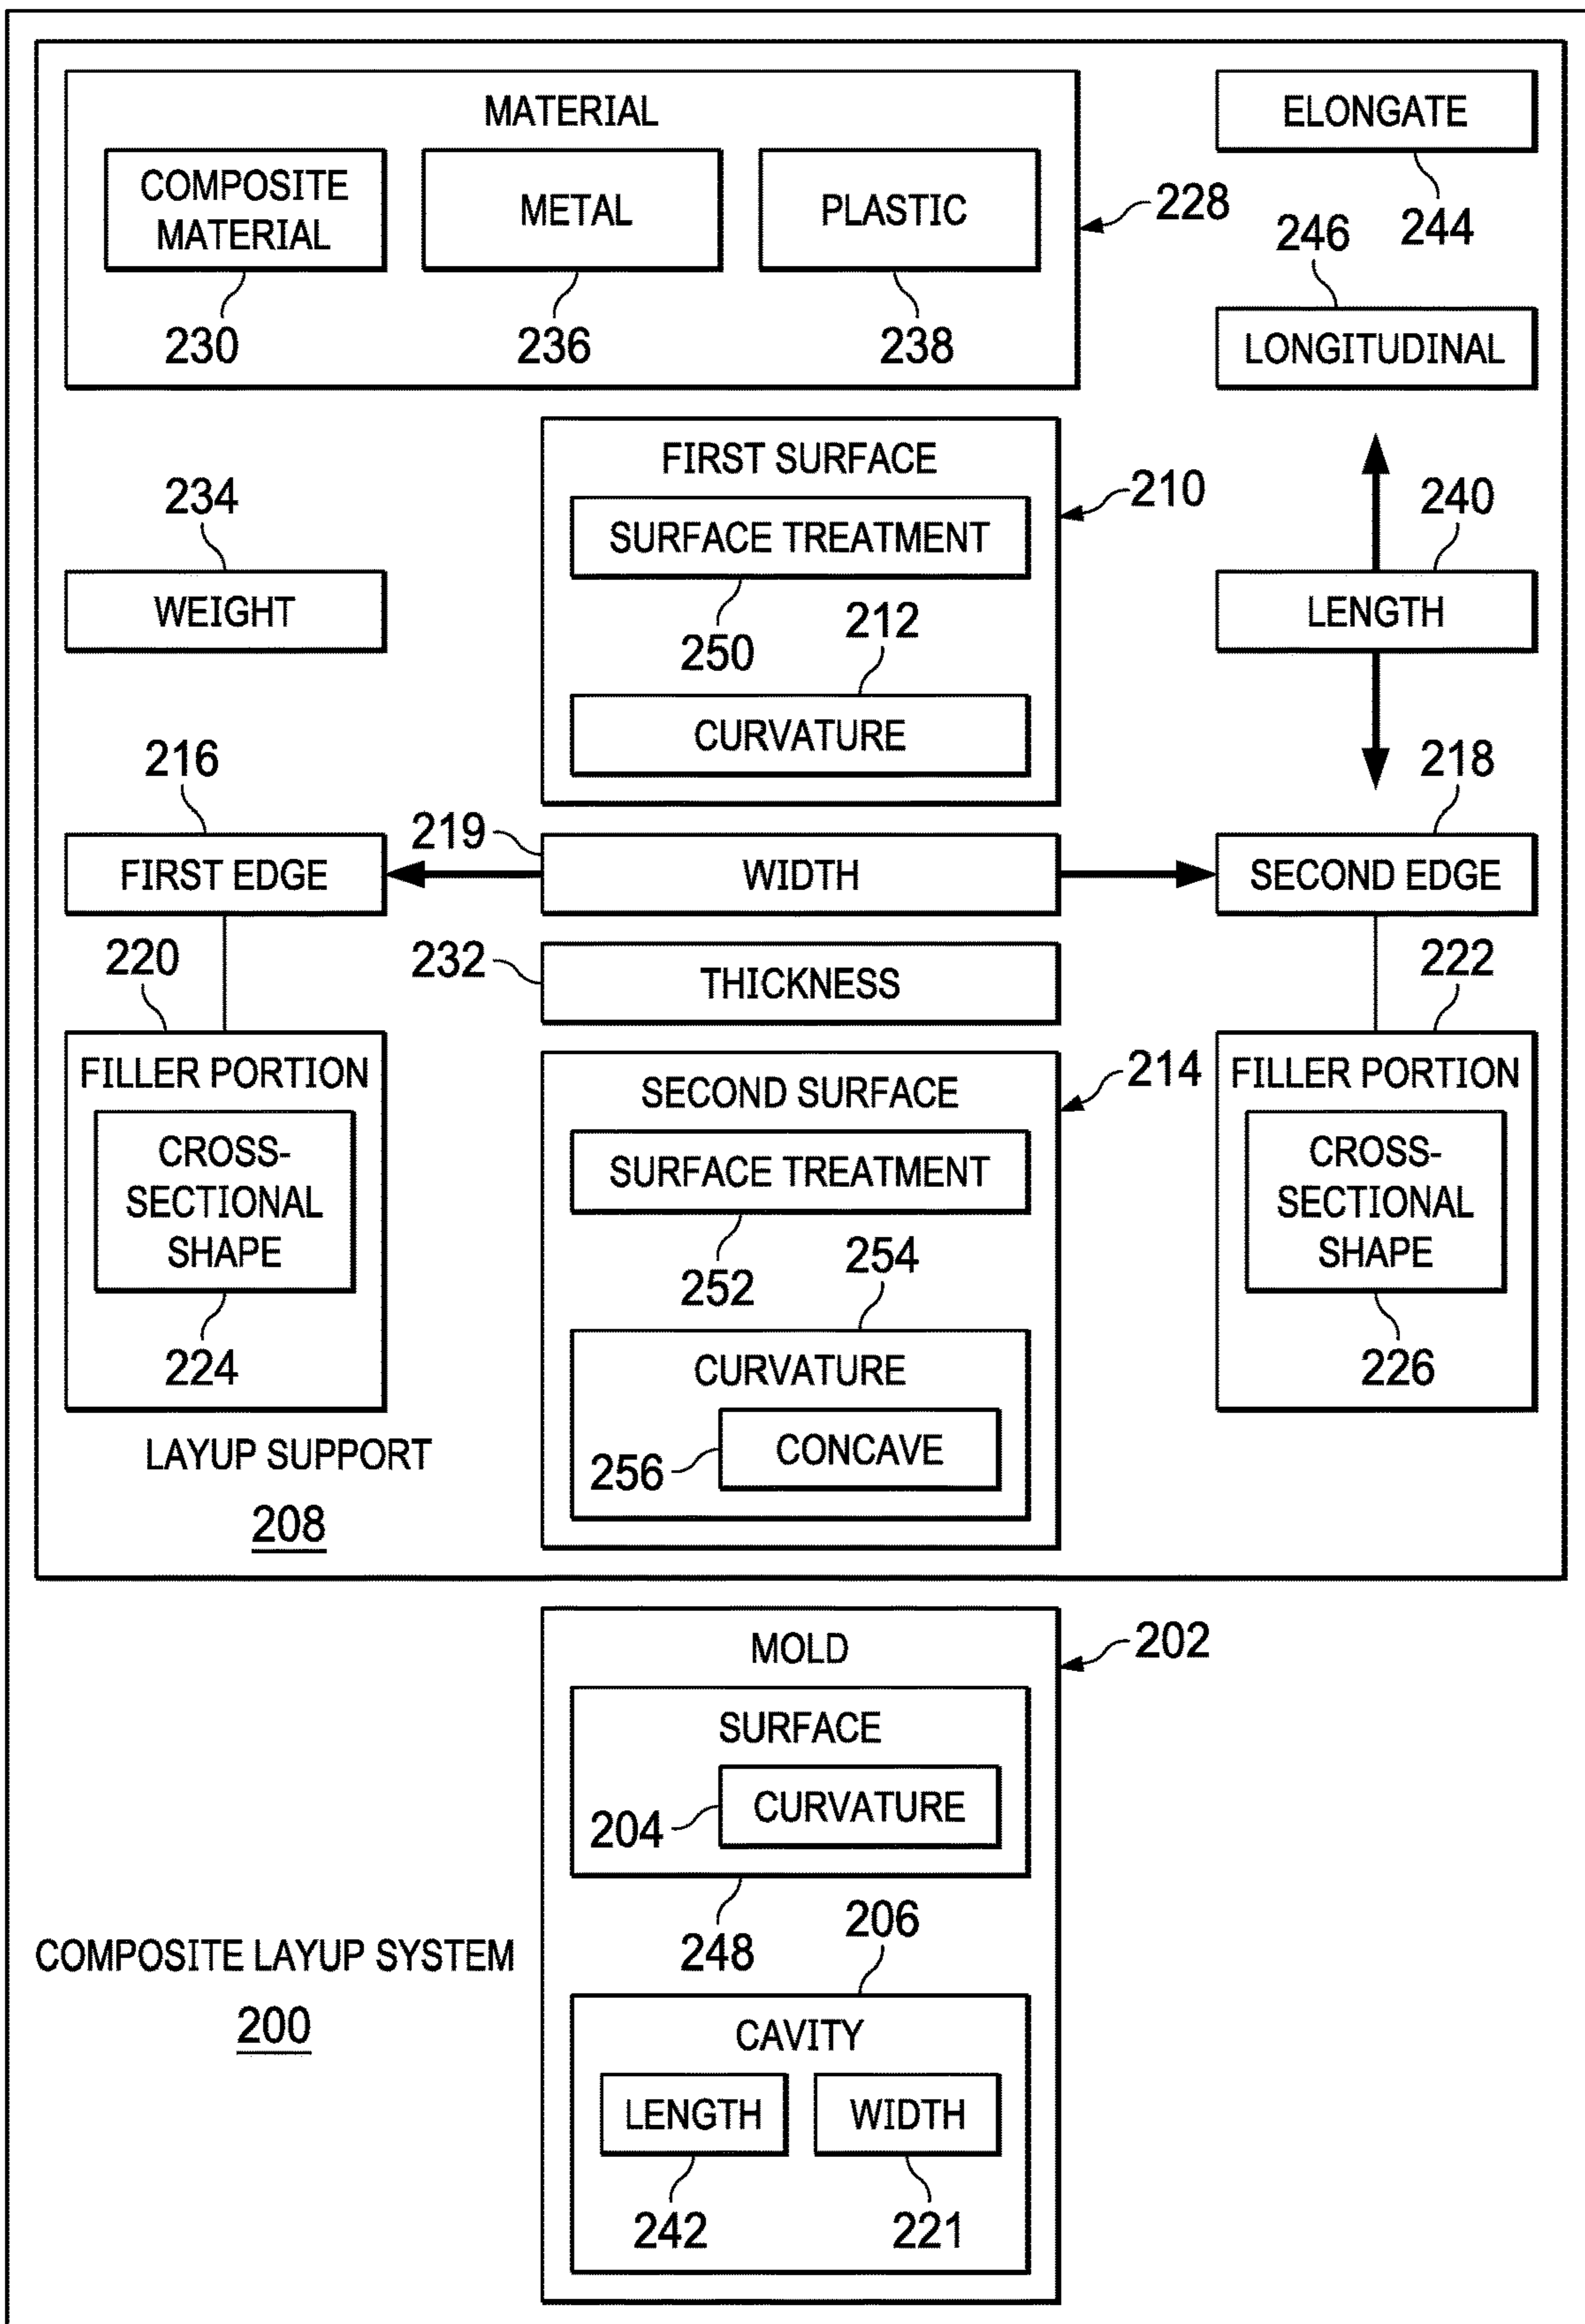 MATERIAL
COMPOSITE
MATERIAL
METAL
PLASTIC
230
236
238
228
ELONGATE
244
246
LONGITUDINAL
234
WEIGHT
FIRST SURFACE
SURFACE TREATMENT
250
212
CURVATURE
210
240
LENGTH
216
FIRST EDGE
219
WIDTH
218
SECOND EDGE
232
THICKNESS
220
FILLER PORTION
CROSS-
SECTIONAL
SHAPE
224
SECOND SURFACE
SURFACE TREATMENT
252
254
CURVATURE
256
CONCAVE
214
222
FILLER PORTION
CROSS-
SECTIONAL
SHAPE
226
LAYUP SUPPORT
208
MOLD
202
SURFACE
204
CURVATURE
248
206
CAVITY
LENGTH
WIDTH
242
221
COMPOSITE LAYUP SYSTEM
200